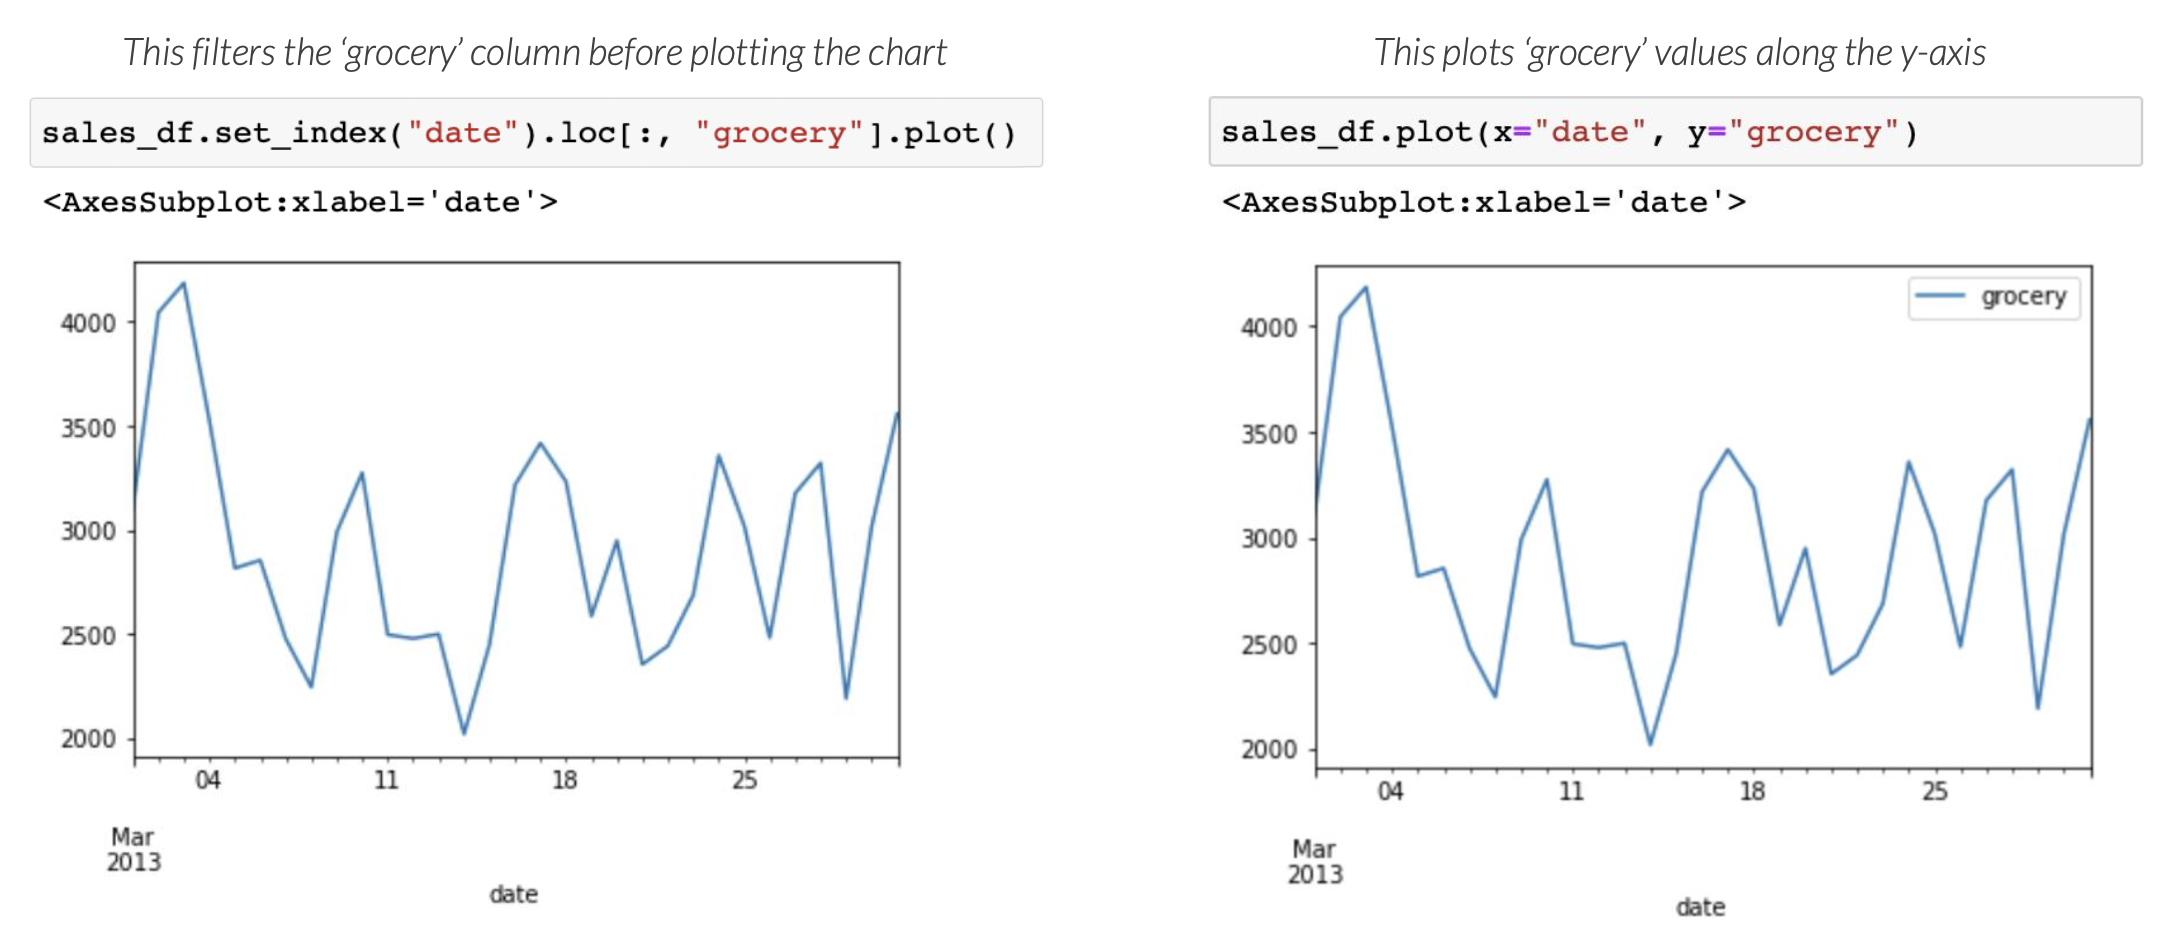 This filters the ‘grocery’ column before plotting the chart
sales_df.set_index("date").loc[:, "grocery"].plot()
<AxesSubplot:xlabel='date'>
4000
3500
3000
2500
2000
04 11 18 25
Mar
2013
date
This plots ‘grocery’ values along the y-axis
sales_df.plot(x="date", y="grocery")
<AxesSubplot:xlabel='date'>
grocery
4000
3500
3000
2500
2000
04 11 18 25
Mar
2013
date